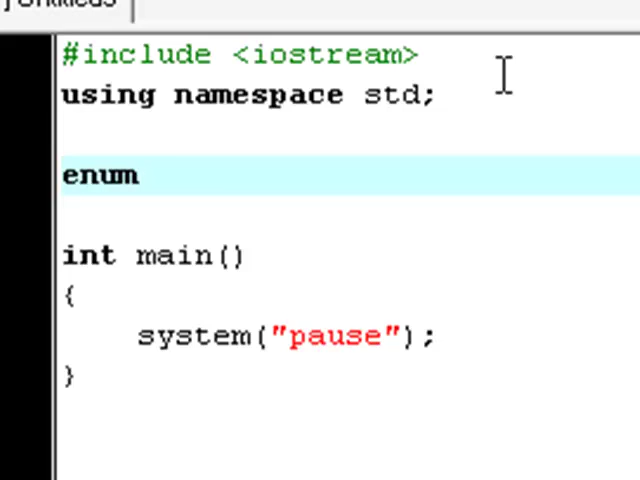 #include <iostream>
using namespace std;
enum
int main()
{
system("pause");
}